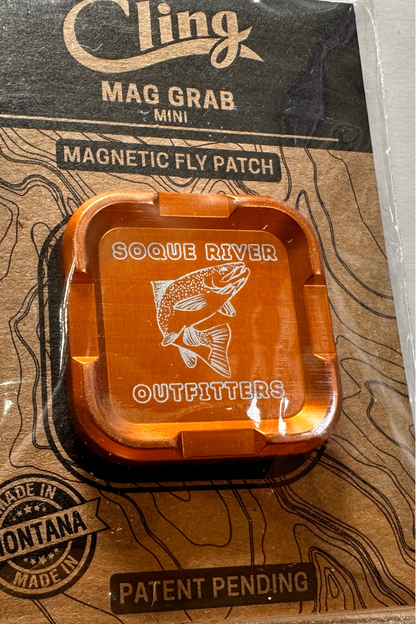 Cling
MAG GRAB
MINI
MAGNETIC FLY PATCH
SOQUE RIVER
OUTFITTERS
MADE IN
MONTANA
MADE IN
PATENT PENDING